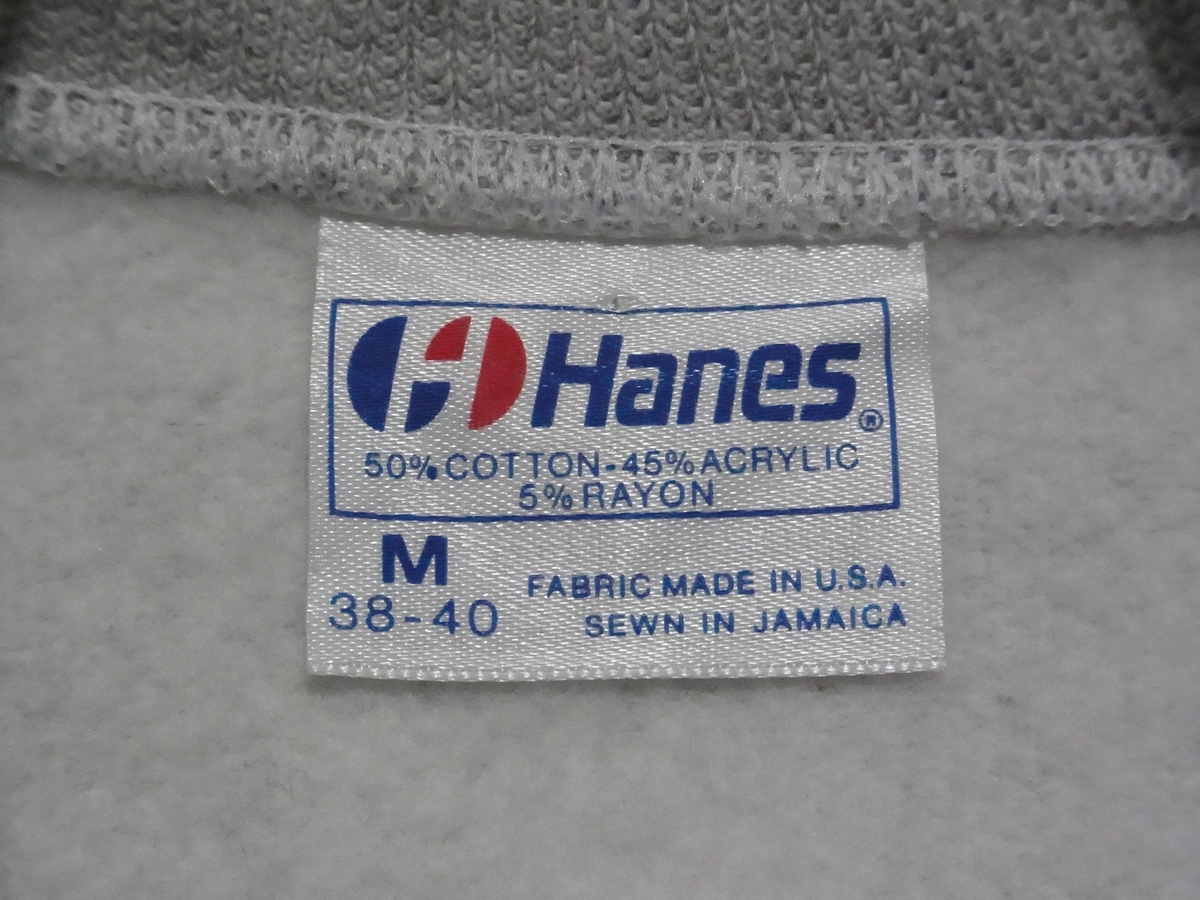 Hanes®
50% COTTON-45% ACRYLIC
5% RAYON
M
38-40
FABRIC MADE IN U.S.A.
SEWN IN JAMAICA